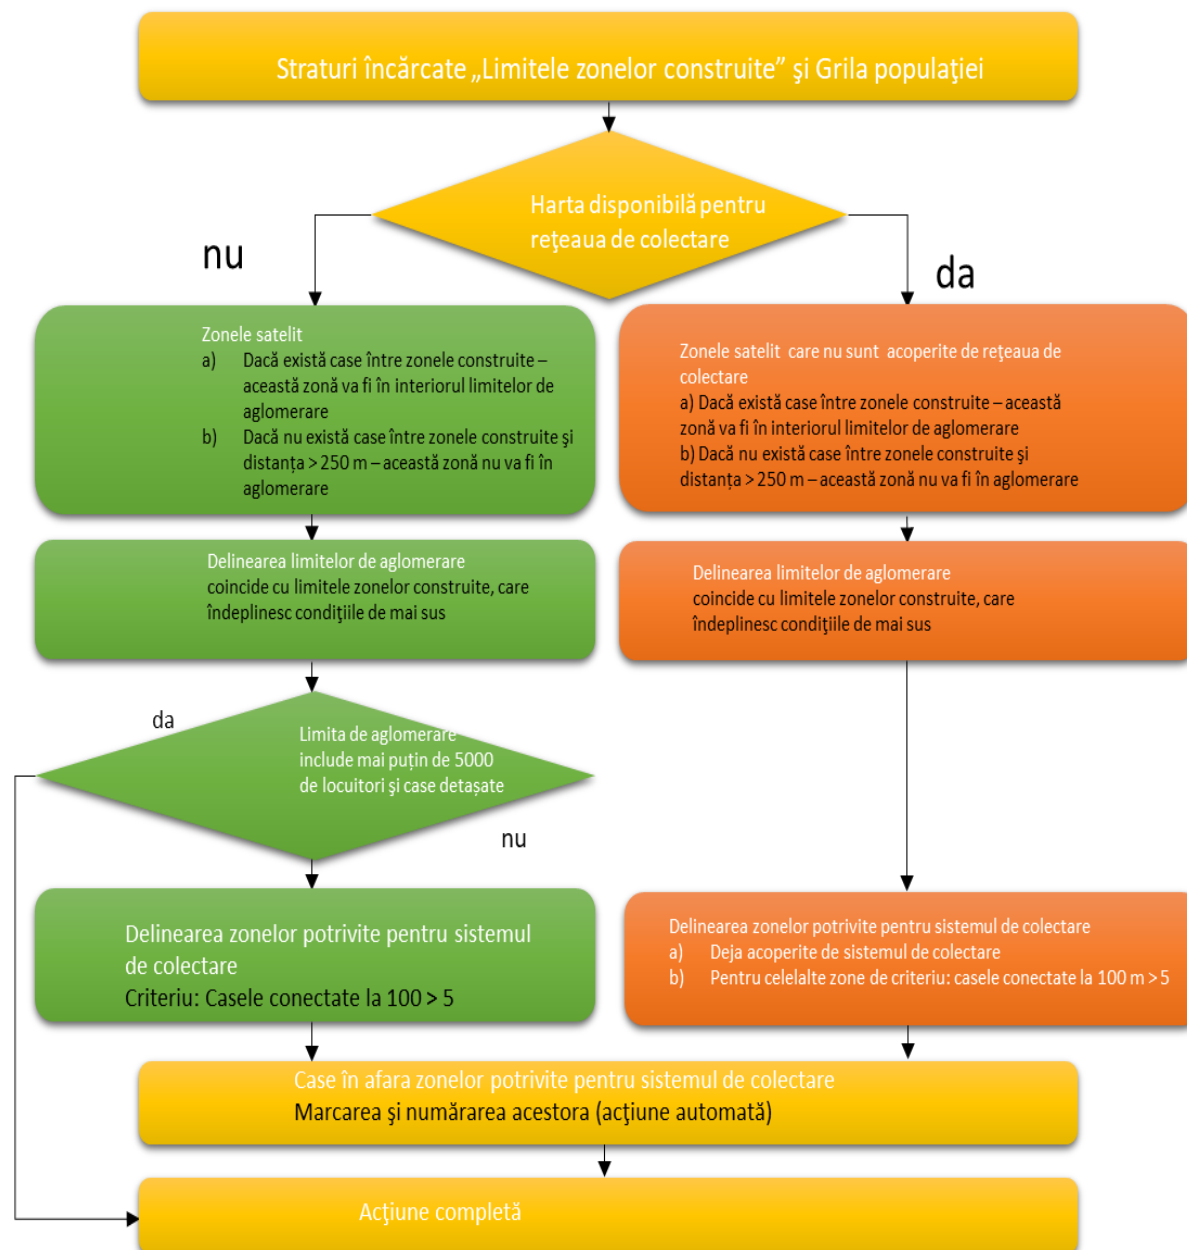 Straturi încărcate „Limitele zonelor construite” şi Grila populaţiei
Harta disponibilă pentru
reţeaua de colectare
nu
da
Zonele satelit
a) Dacă există case între zonele construite –
această zonă va fi în interiorul limitelor de
aglomerare
b) Dacă nu există case între zonele construite şi
distanța > 250 m – această zonă nu va fi în
aglomerare
Zonele satelit care nu sunt acoperite de reţeaua de
colectare
a) Dacă există case între zonele construite – această
zonă va fi în interiorul limitelor de aglomerare
b) Dacă nu există case între zonele construite şi
distanța > 250 m – această zonă nu va fi în aglomerare
Delinearea limitelor de aglomerare
coincide cu limitele zonelor construite, care
îndeplinesc condiţiile de mai sus
Delinearea limitelor de aglomerare
coincide cu limitele zonelor construite, care
îndeplinesc condiţiile de mai sus
da
Limita de aglomerare
include mai puțin de 5000
de locuitori şi case detașate
nu
Delinearea zonelor potrivite pentru sistemul
de colectare
Criteriu: Casele conectate la 100 > 5
Delinearea zonelor potrivite pentru sistemul de colectare
a) Deja acoperite de sistemul de colectare
b) Pentru celelalte zone de criteriu: casele conectate la 100 m > 5
Case în afara zonelor potrivite pentru sistemul de colectare
Marcarea şi numărarea acestora (acţiune automată)
Acţiune completă